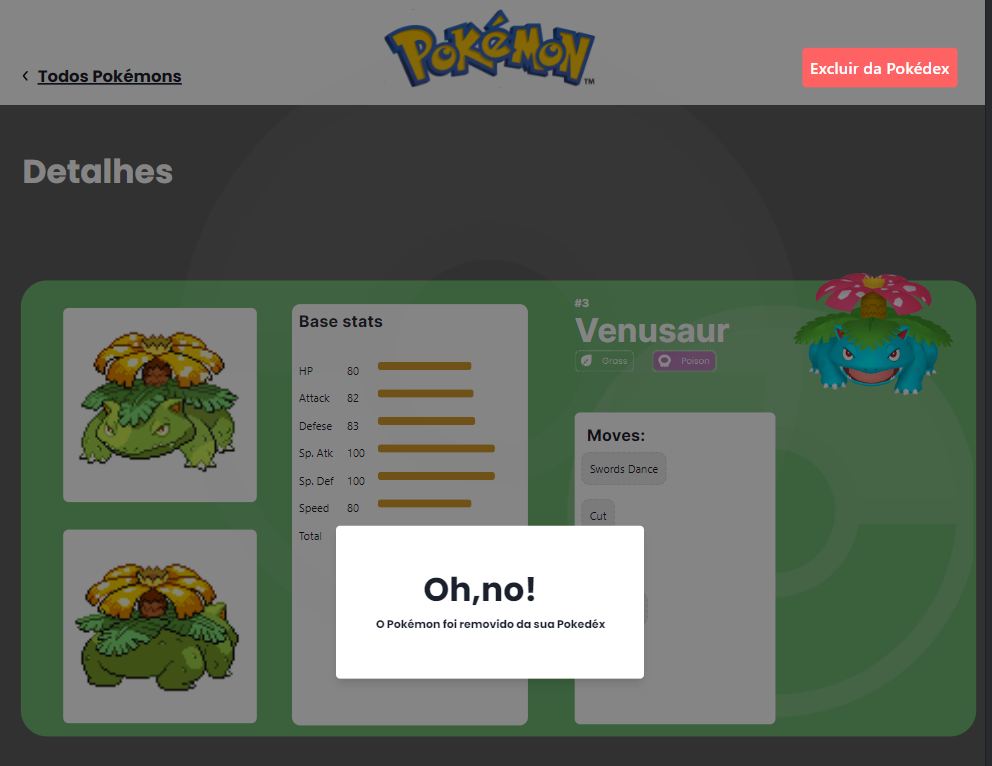 Todos Pokémons
POKéMON
TM
Excluir da Pokédex
Detalhes
Base stats
HP 80
Attack 82
Defese 83
Sp. Atk 100
Sp. Def 100
Speed 80
Total
#3
Venusaur
Grass Poison
Moves:
Swords Dance
Cut
Oh,no!
O Pokémon foi removido da sua Pokedéx